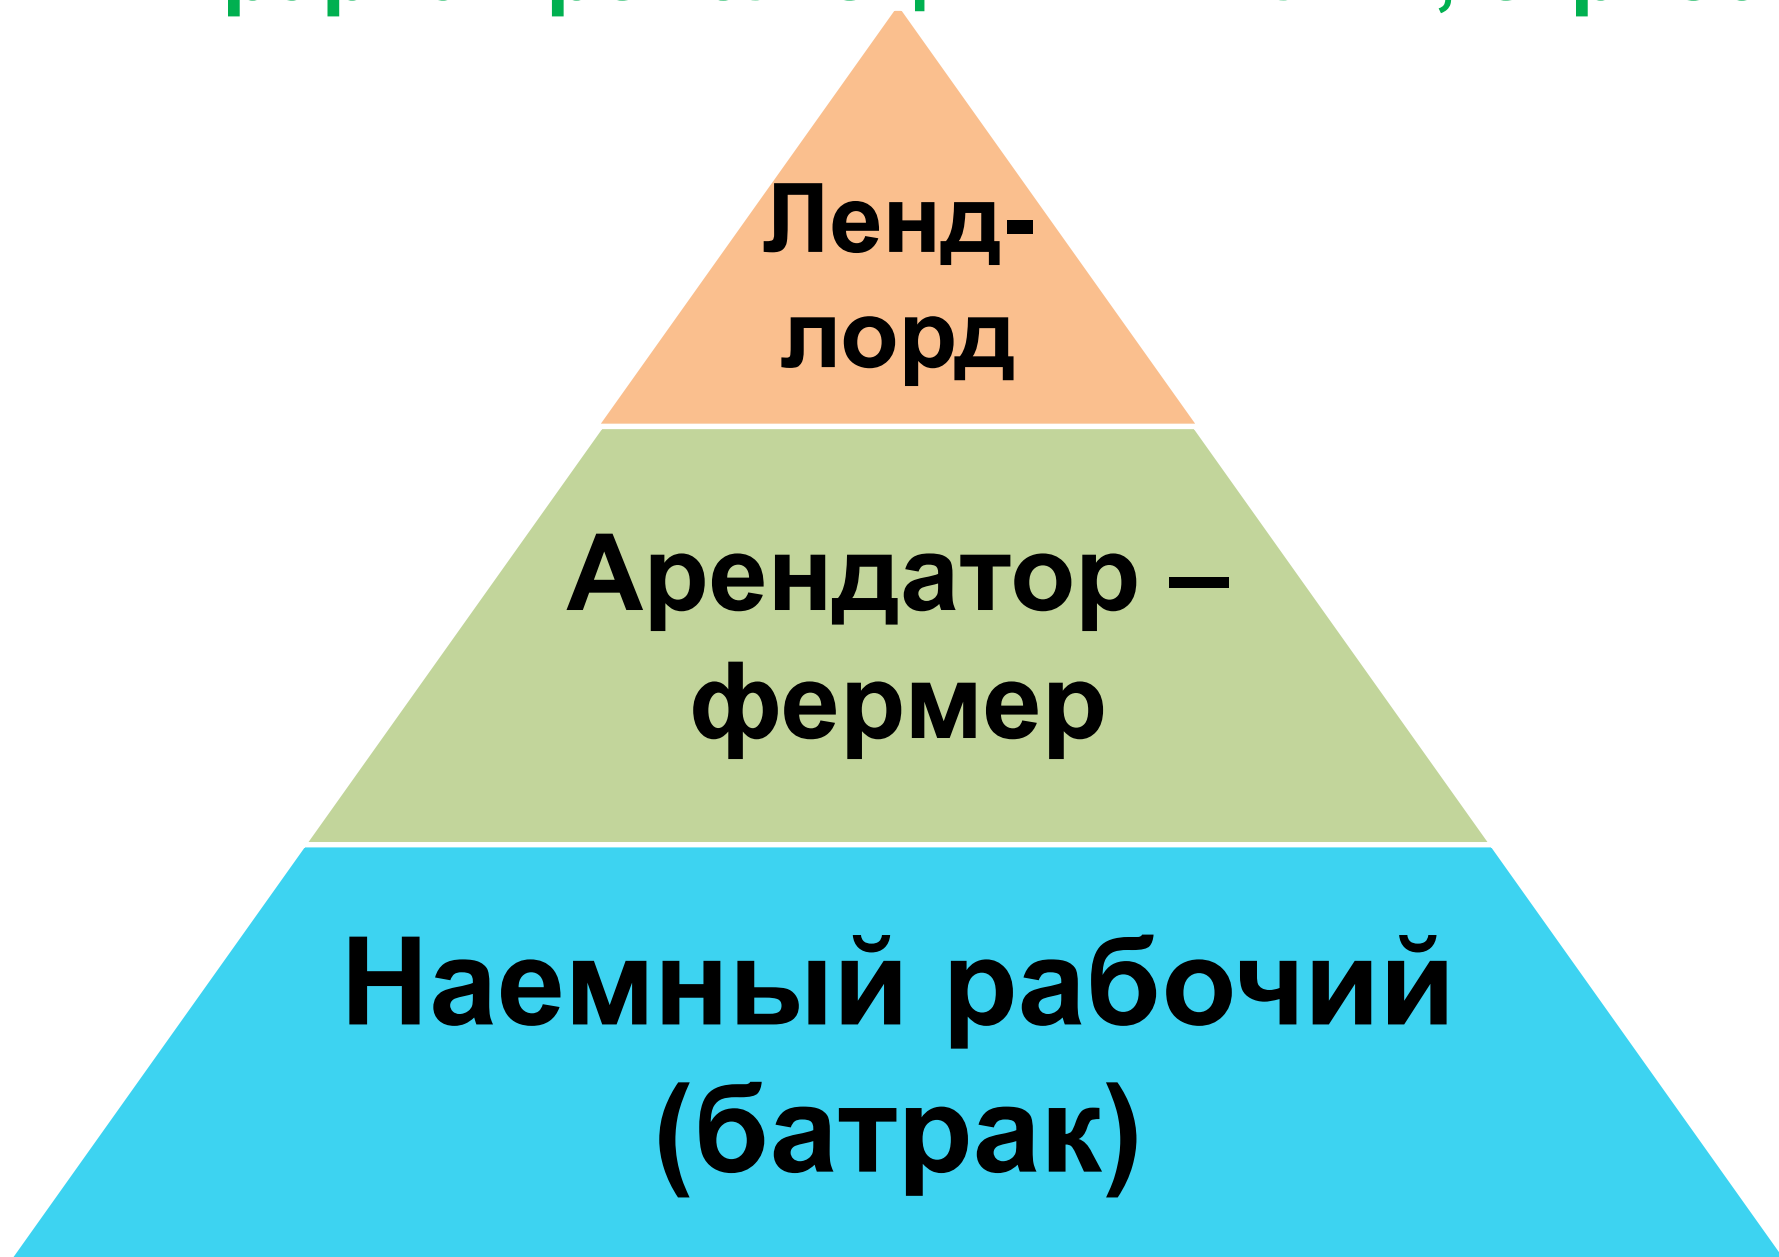 Ленд-
лорд
Арендатор –
фермер
Наемный рабочий
(батрак)